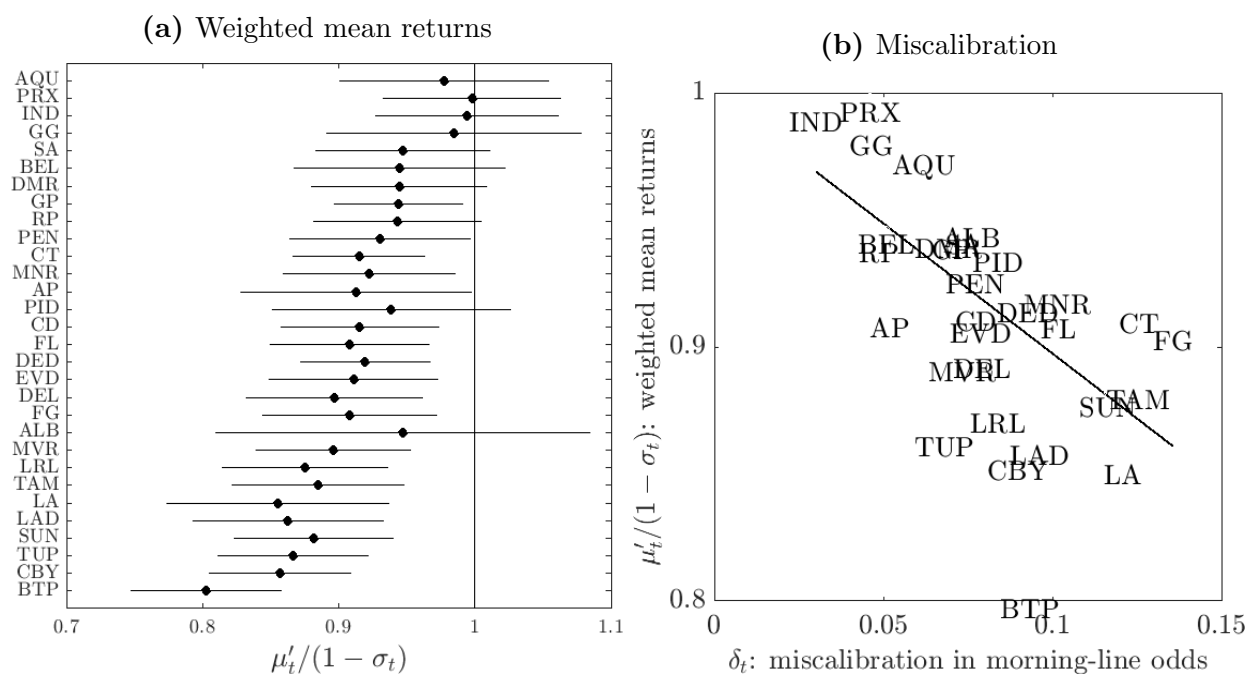 (a) Weighted mean returns
AQU
PRX
IND
GG
SA
BEL
DMR
GP
RP
PEN
CT
MNR
AP
PID
CD
FL
DED
EVD
DEL
FG
ALB
MVR
LRL
TAM
LA
LAD
SUN
TUP
CBY
BTP
0.7 0.8 0.9 1 1.1
μ′t/(1 − σt)
(b) Miscalibration
μ′t/(1 − σt): weighted mean returns
1
0.9
0.8
IND
PRX
GG
AQU
BEL
RP
ALB
PID
PEN
MNR
DED
CD
FL
EVD
AP
CT
FG
DEL
MVR
SUN
TAM
LRL
TUP
LAD
CBY
LA
BTP
0 0.05 0.1 0.15
δt: miscalibration in morning-line odds